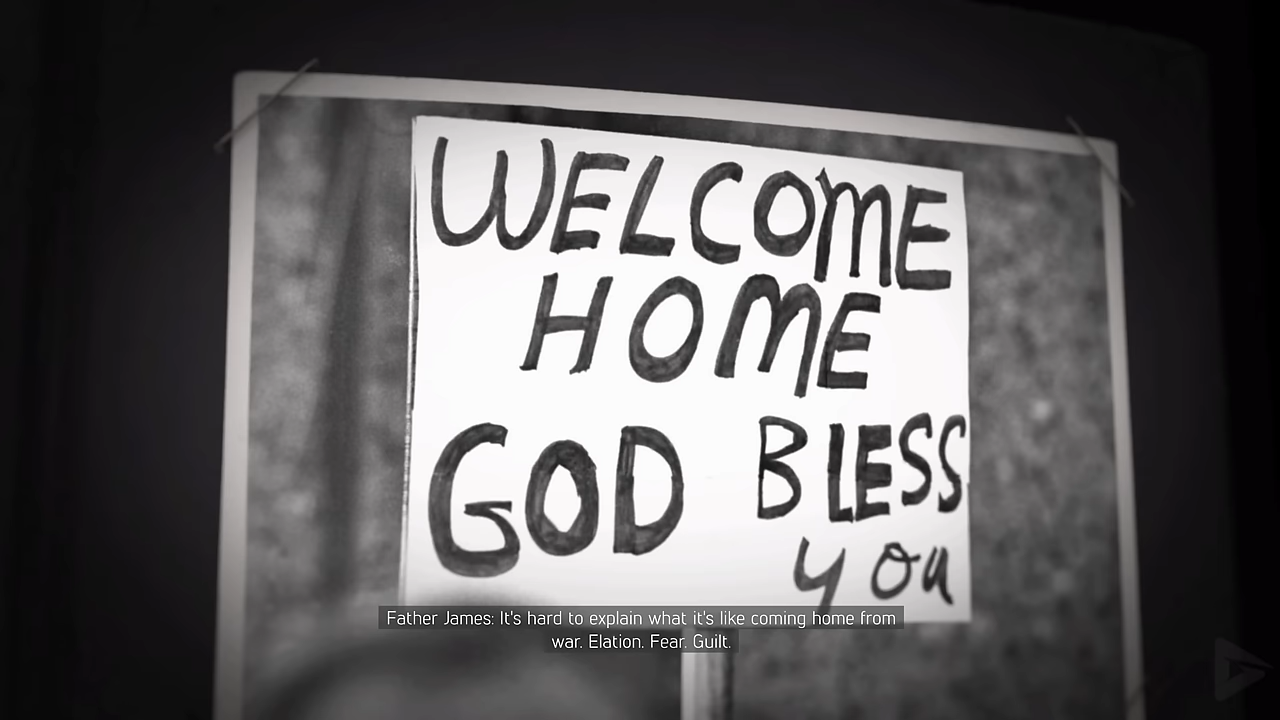 WELCOME
HOME
GOD BLESS
you
Father James: It's hard to explain what it's like coming home from
war. Elation. Fear. Guilt.